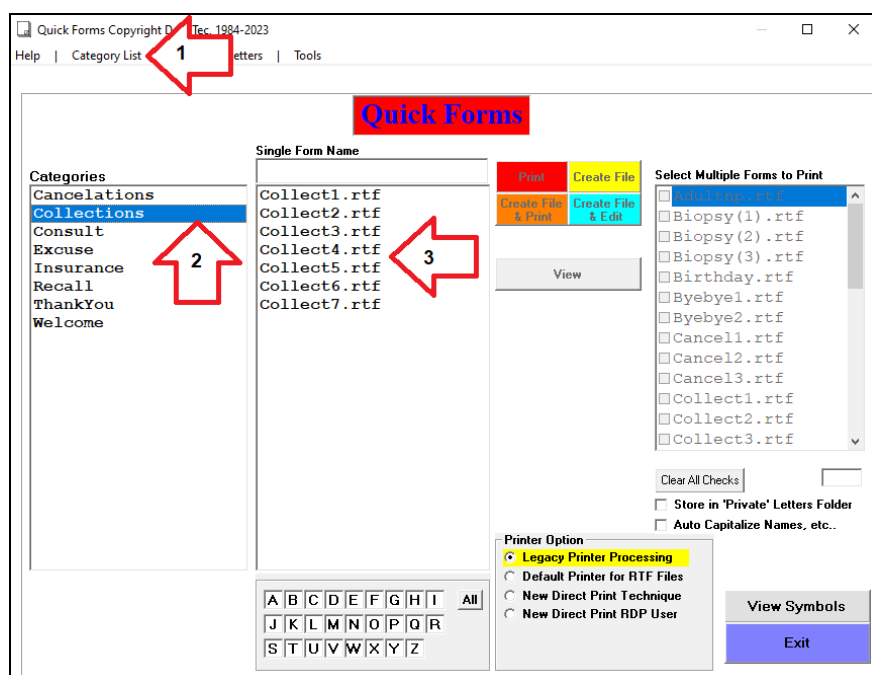 Quick Forms Copyright D Tec, 1984-2023
Help | Category List etters | Tools
1
Quick Forms
Categories
Cancelations
Collections
Consult
Excuse
Insurance
Recall
ThankYou
Welcome
2
Single Form Name
Collect1.rtf
Collect2.rtf
Collect3.rtf
Collect4.rtf
Collect5.rtf
Collect6.rtf
Collect7.rtf
3
Print
Create File
Create File
& Print
Create File
& Edit
View
Select Multiple Forms to Print
Adultnp.rtf
Biopsy(1).rtf
Biopsy(2).rtf
Biopsy(3).rtf
Birthday.rtf
Byebye1.rtf
Byebye2.rtf
Cancel1.rtf
Cancel2.rtf
Cancel3.rtf
Collect1.rtf
Collect2.rtf
Collect3.rtf
Clear All Checks
Store in 'Private' Letters Folder
Auto Capitalize Names, etc..
A B C D E F G H I All
J K L M N O P Q R
S T U V W X Y Z
Printer Option
Legacy Printer Processing
Default Printer for RTF Files
New Direct Print Technique
New Direct Print RDP User
View Symbols
Exit